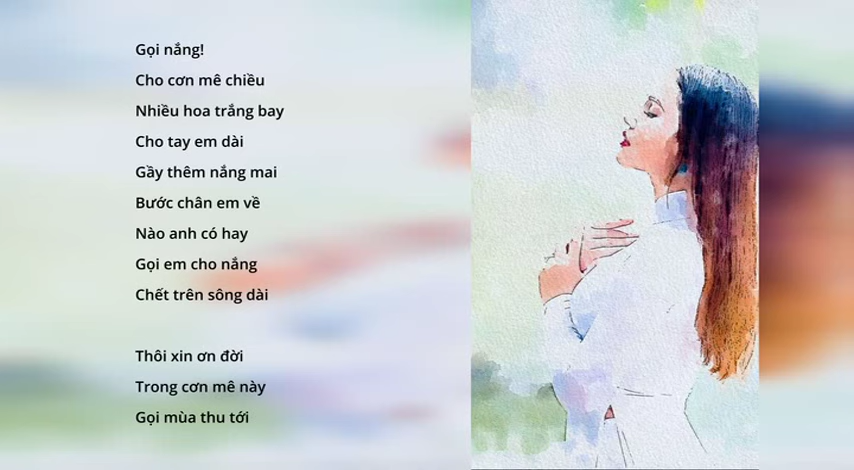 Gọi nắng!
Cho cơn mê chiều
Nhiều hoa trắng bay
Cho tay em dài
Gầy thêm nắng mai
Bước chân em về
Nào anh có hay
Gọi em cho nắng
Chết trên sông dài
Thôi xin ơn đời
Trong cơn mê này
Gọi mùa thu tới